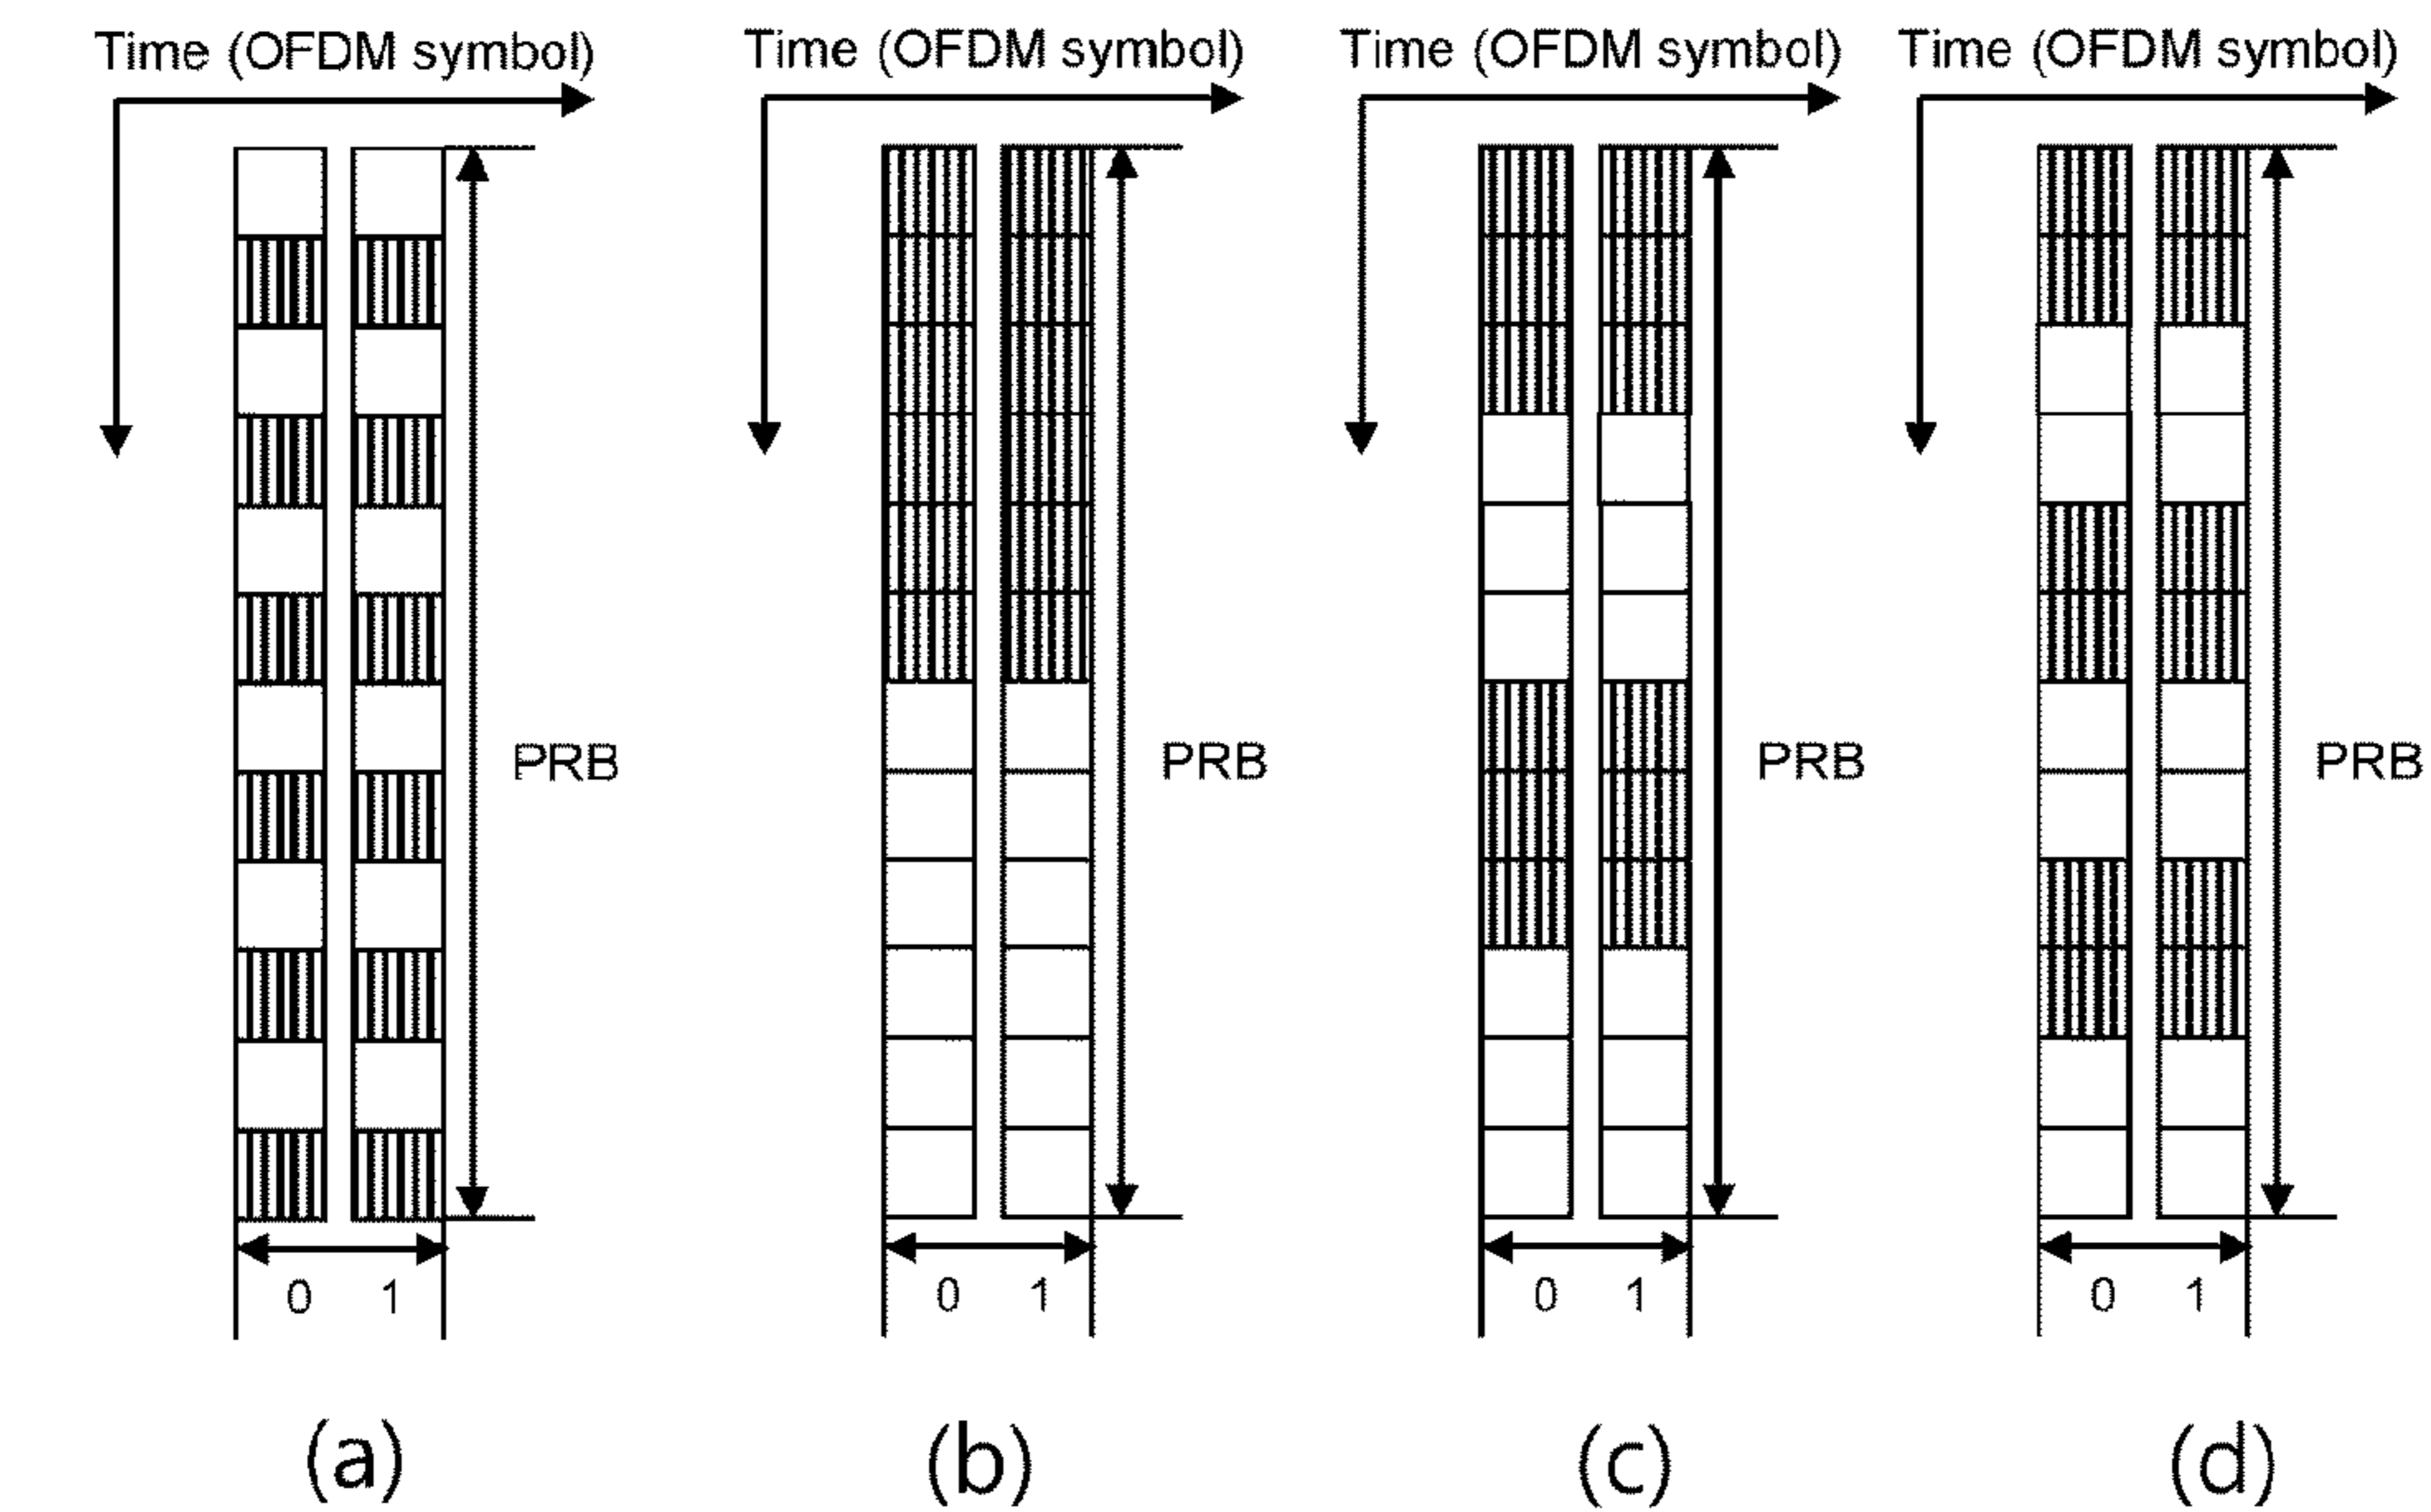 Time (OFDM symbol) Time (OFDM symbol) Time (OFDM symbol) Time (OFDM symbol)
PRB PRB PRB PRB
0 1 0 1 0 1 0 1
(a) (b) (c) (d)